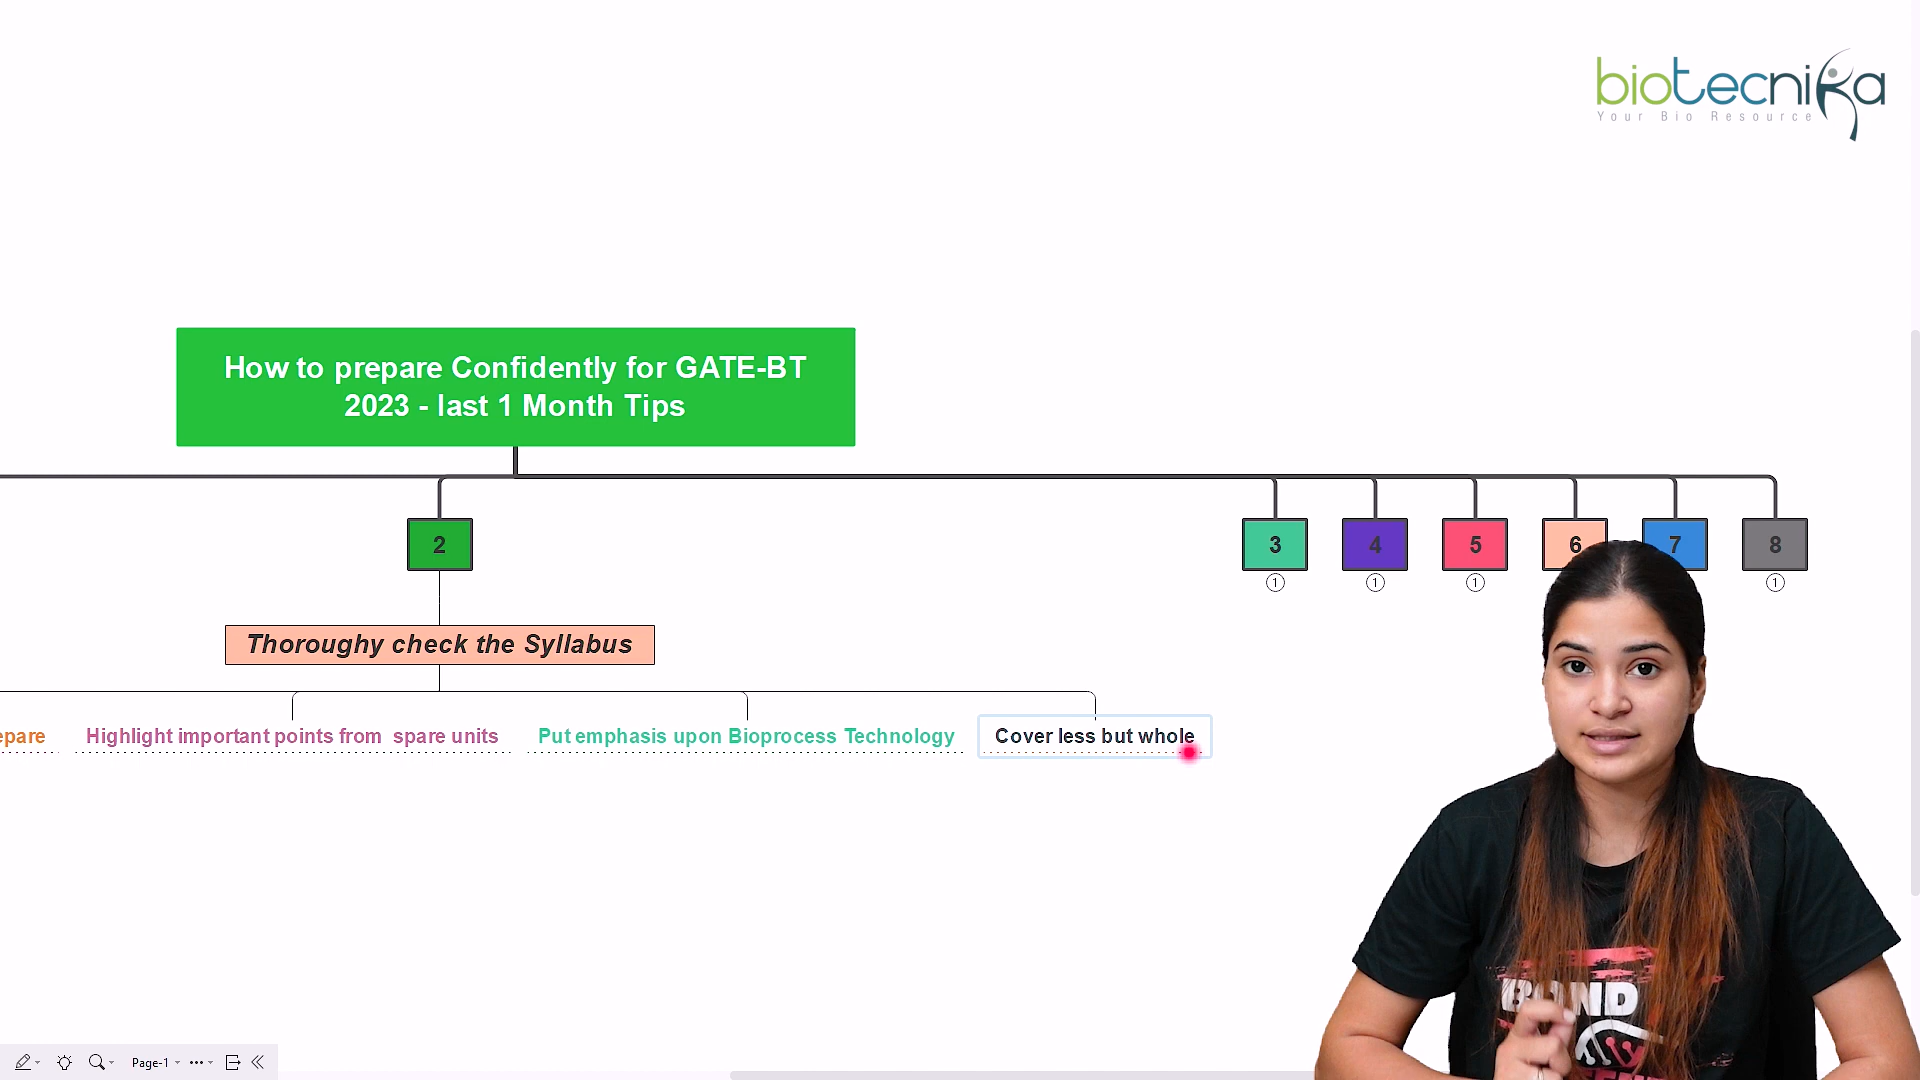 biotecnika
Your Bio Resource
How to prepare Confidently for GATE-BT
2023 - last 1 Month Tips
2
3
4
5
6
7
8
1
1
1
1
Thoroughy check the Syllabus
epare
Highlight important points from spare units
Put emphasis upon Bioprocess Technology
Cover less but whole
Page-1